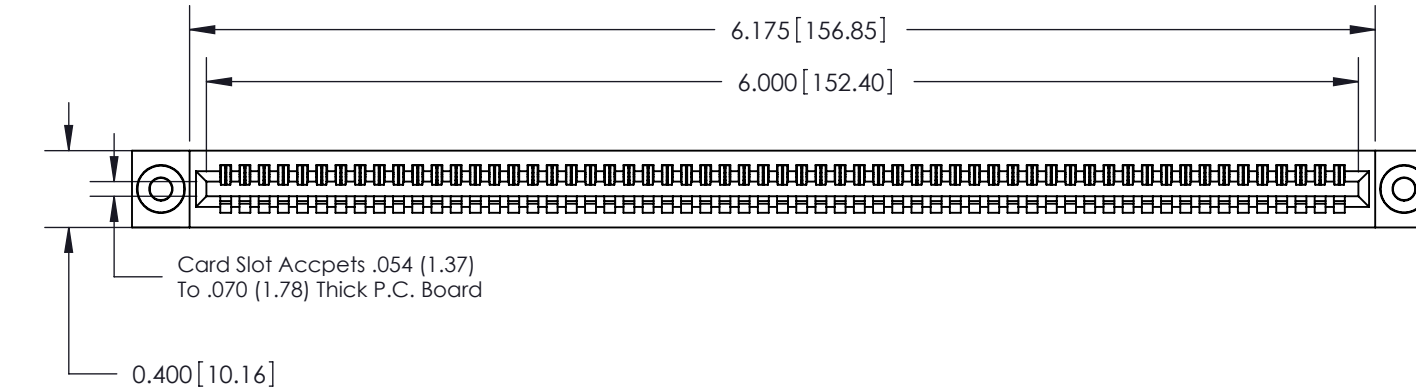 6.175[156.85]
6.000[152.40]
Card Slot Accpets .054 (1.37)
To .070 (1.78) Thick P.C. Board
0.400[10.16]